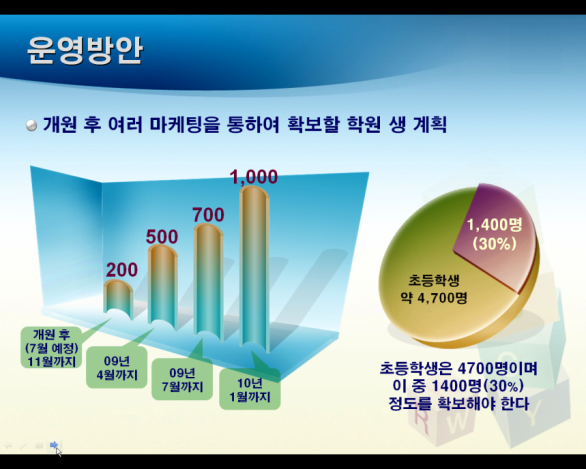 운영방안
개원 후 여러 마케팅을 통하여 확보할 학원 생 계획
1,000
700
500
200
개원 후
(7월 예정)
11월까지
09년
4월까지
09년
7월까지
10년
1월까지
1,400명
(30%)
초등학생
약 4,700명
초등학생은 4700명이며
이 중 1400명(30%)
정도를 확보해야 한다
R W Y